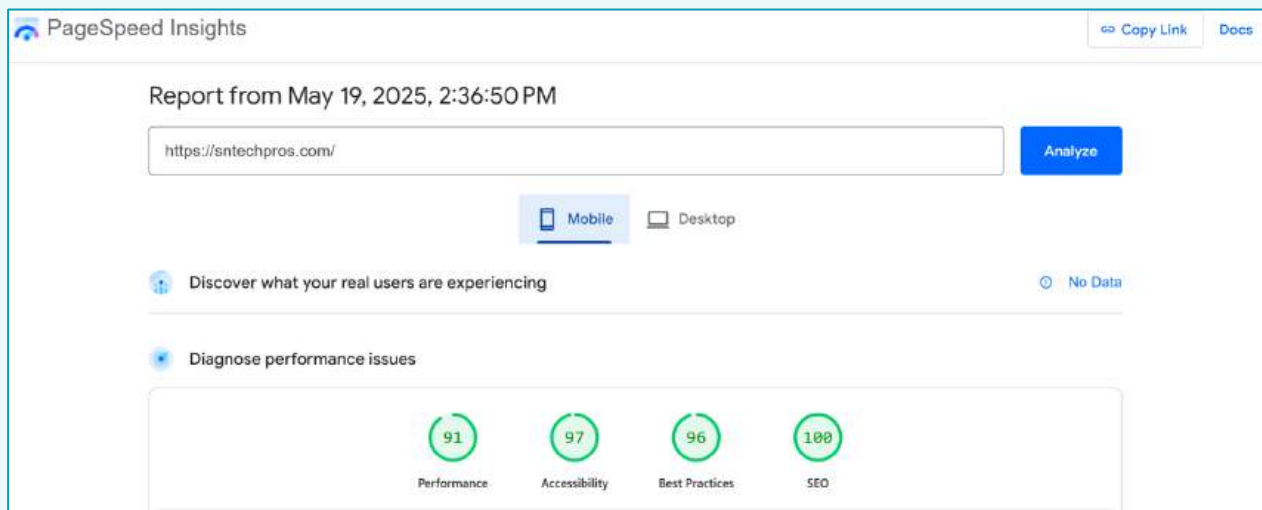 PageSpeed Insights
Copy Link
Docs
Report from May 19, 2025, 2:36:50 PM
https://sntechpros.com/
Analyze
Mobile
Desktop
Discover what your real users are experiencing
No Data
Diagnose performance issues
91
97
96
100
Performance
Accessibility
Best Practices
SEO